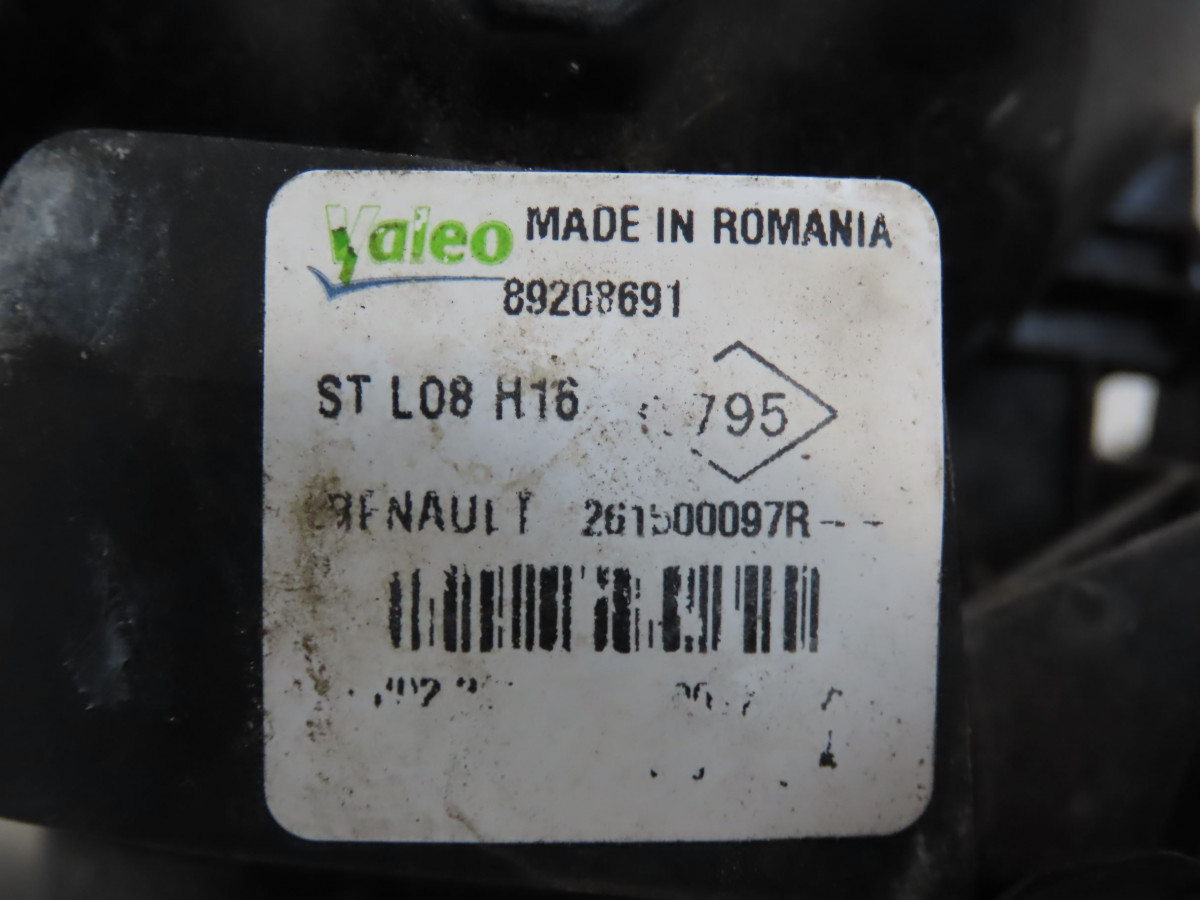 Valeo MADE IN ROMANIA
89208691
ST L08 H16 795
RENAULT 261500097R--